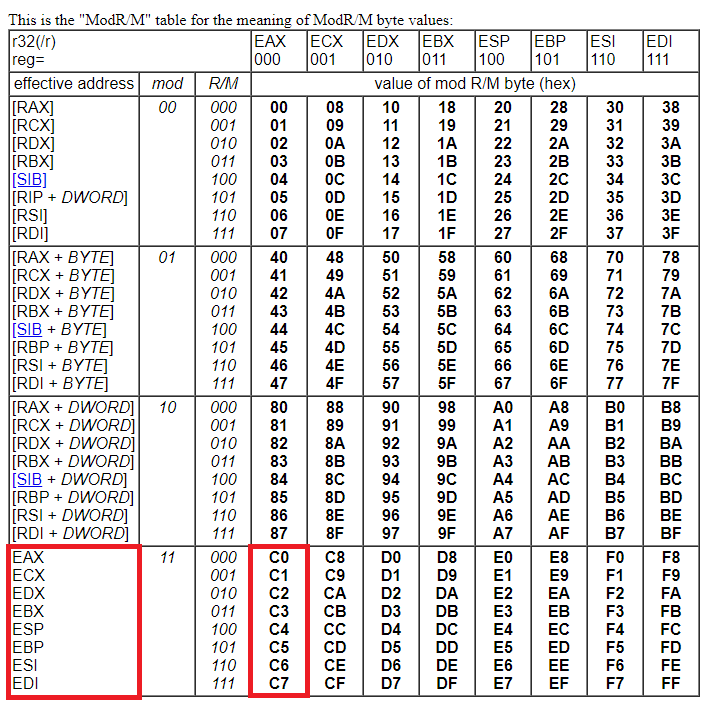 This is the "ModR/M" table for the meaning of ModR/M byte values:
r32(/r) EAX ECX EDX EBX ESP EBP ESI EDI
reg= 000 001 010 011 100 101 110 111
effective address mod R/M value of mod R/M byte (hex)
[RAX] 00 000 00 08 10 18 20 28 30 38
[RCX] 001 01 09 11 19 21 29 31 39
[RDX] 010 02 0A 12 1A 22 2A 32 3A
[RBX] 011 03 0B 13 1B 23 2B 33 3B
[SIB] 100 04 0C 14 1C 24 2C 34 3C
[RIP + DWORD] 101 05 0D 15 1D 25 2D 35 3D
[RSI] 110 06 0E 16 1E 26 2E 36 3E
[RDI] 111 07 0F 17 1F 27 2F 37 3F
[RAX + BYTE] 01 000 40 48 50 58 60 68 70 78
[RCX + BYTE] 001 41 49 51 59 61 69 71 79
[RDX + BYTE] 010 42 4A 52 5A 62 6A 72 7A
[RBX + BYTE] 011 43 4B 53 5B 63 6B 73 7B
[SIB + BYTE] 100 44 4C 54 5C 64 6C 74 7C
[RBP + BYTE] 101 45 4D 55 5D 65 6D 75 7D
[RSI + BYTE] 110 46 4E 56 5E 66 6E 76 7E
[RDI + BYTE] 111 47 4F 57 5F 67 6F 77 7F
[RAX + DWORD] 10 000 80 88 90 98 A0 A8 B0 B8
[RCX + DWORD] 001 81 89 91 99 A1 A9 B1 B9
[RDX + DWORD] 010 82 8A 92 9A A2 AA B2 BA
[RBX + DWORD] 011 83 8B 93 9B A3 AB B3 BB
[SIB + DWORD] 100 84 8C 94 9C A4 AC B4 BC
[RBP + DWORD] 101 85 8D 95 9D A5 AD B5 BD
[RSI + DWORD] 110 86 8E 96 9E A6 AE B6 BE
[RDI + DWORD] 111 87 8F 97 9F A7 AF B7 BF
EAX 11 000 C0 C8 D0 D8 E0 E8 F0 F8
ECX 001 C1 C9 D1 D9 E1 E9 F1 F9
EDX 010 C2 CA D2 DA E2 EA F2 FA
EBX 011 C3 CB D3 DB E3 EB F3 FB
ESP 100 C4 CC D4 DC E4 EC F4 FC
EBP 101 C5 CD D5 DD E5 ED F5 FD
ESI 110 C6 CE D6 DE E6 EE F6 FE
EDI 111 C7 CF D7 DF E7 EF F7 FF